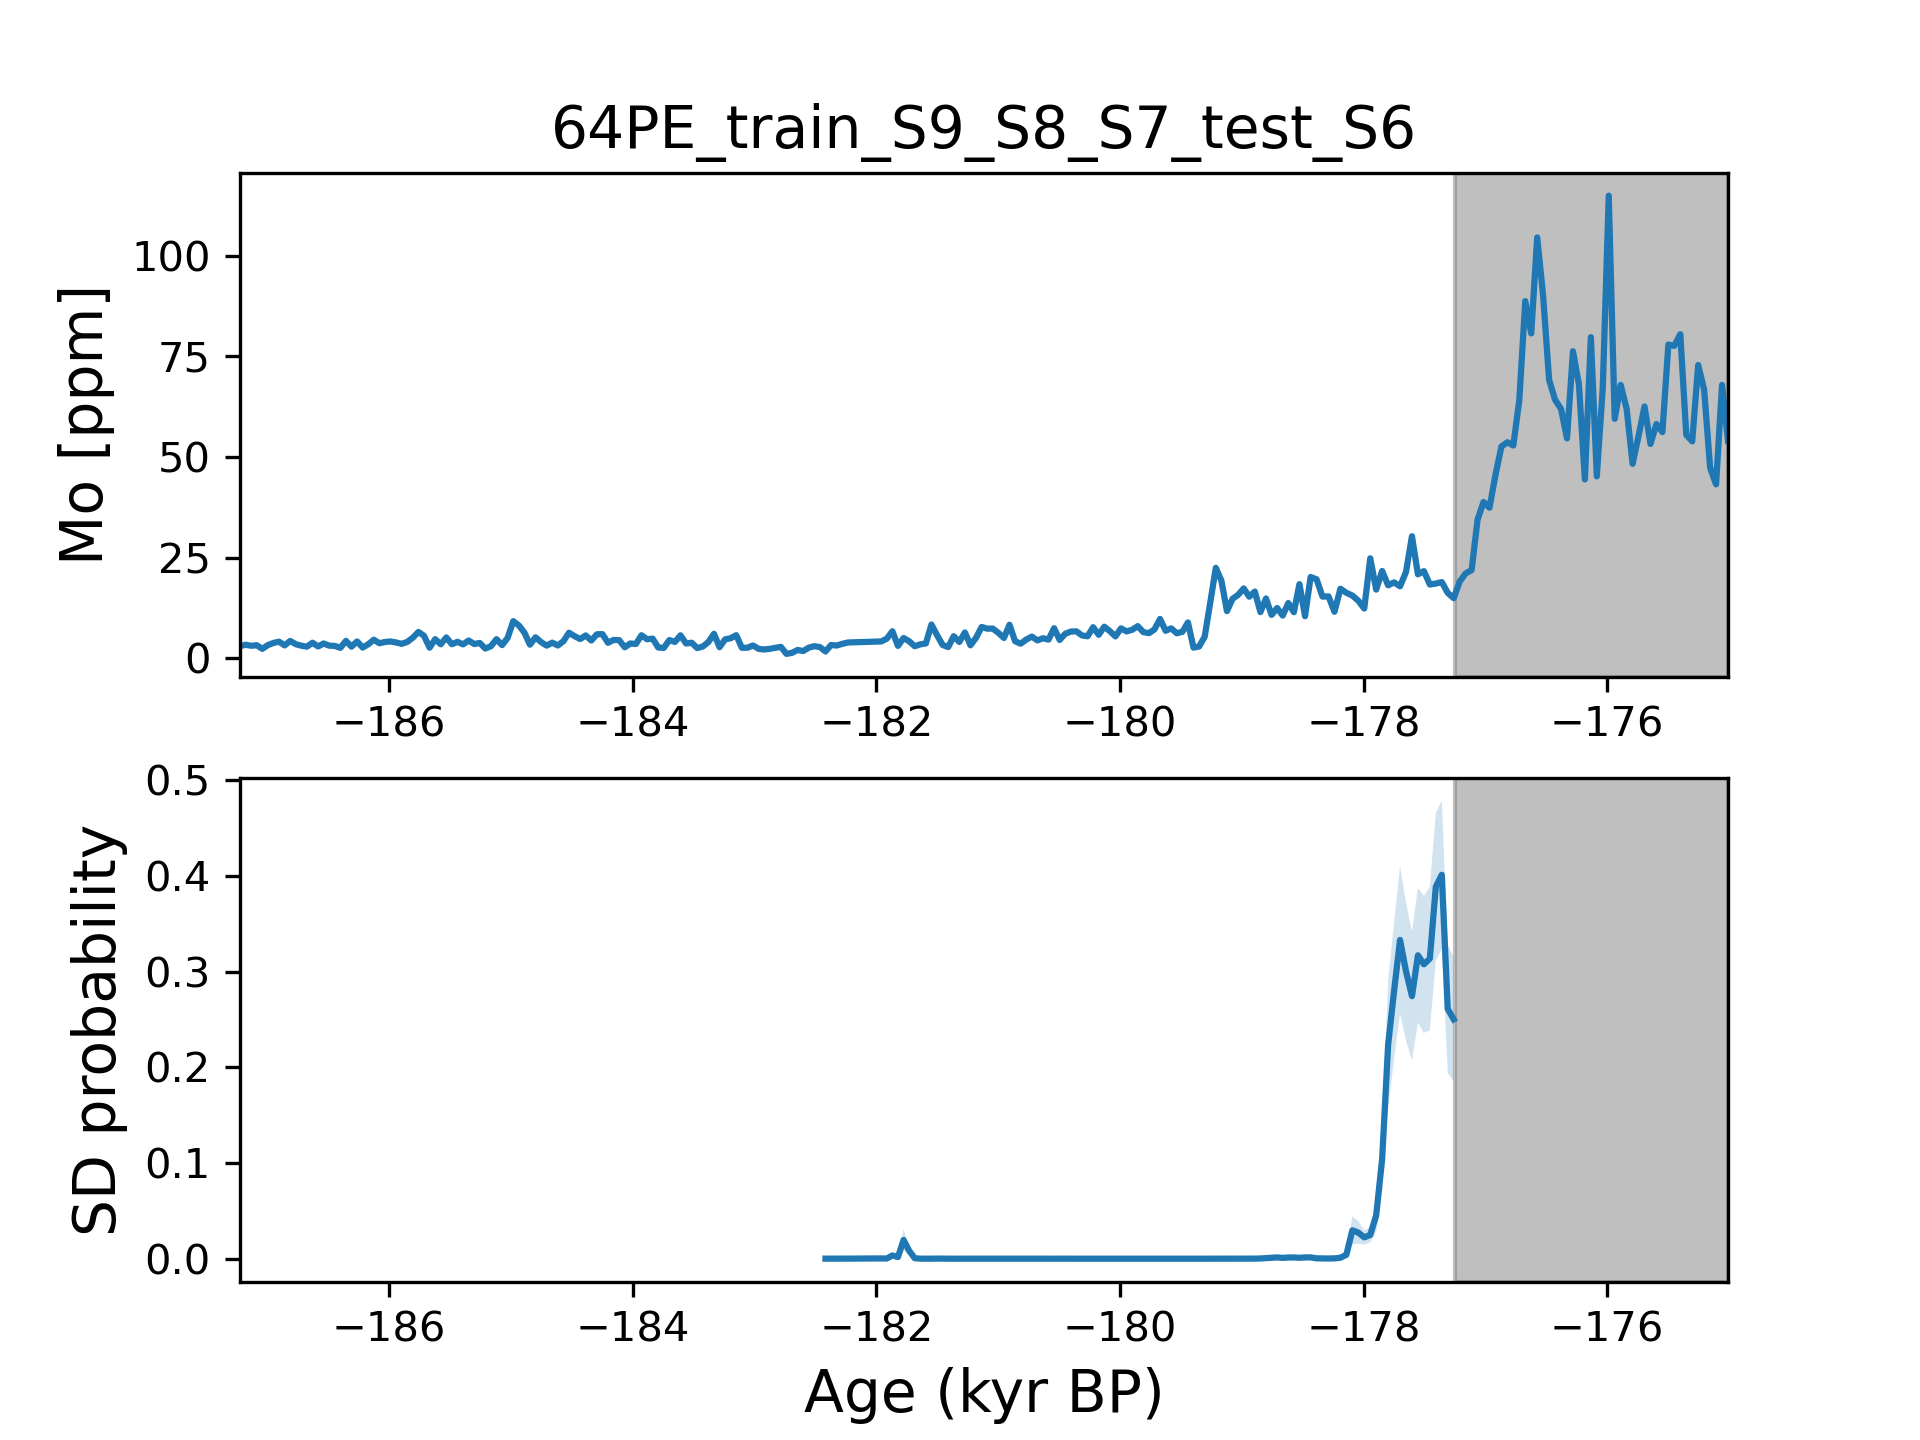 64PE_train_S9_S8_S7_test_S6
Mo [ppm]
100
75
50
25
0
−186 −184 −182 −180 −178 −176
SD probability
0.5
0.4
0.3
0.2
0.1
0.0
−186 −184 −182 −180 −178 −176
Age (kyr BP)